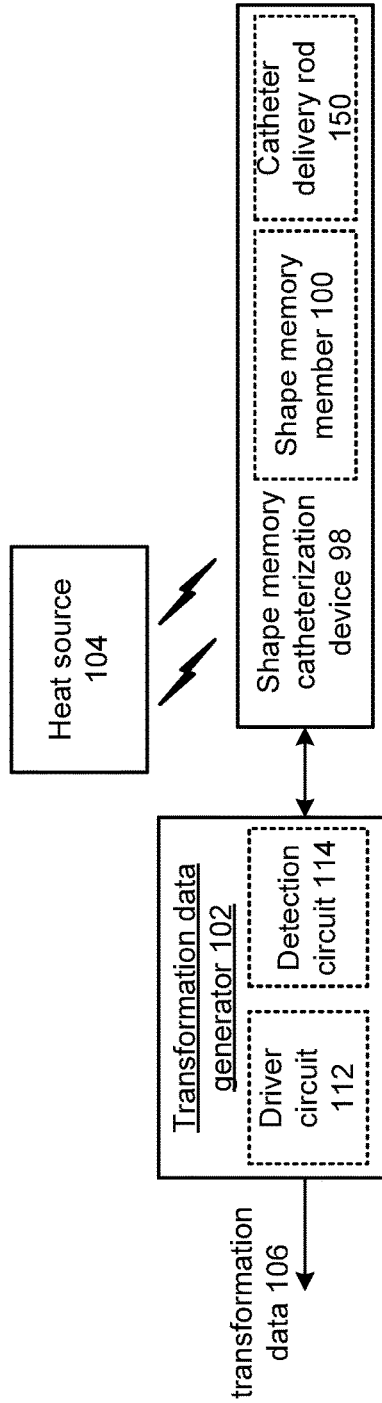 Heat source
104
transformation
data 106
Transformation data
generator 102
Driver
circuit
112
Detection
circuit 114
Shape memory
catheterization
device 98
Shape memory
member 100
Catheter
delivery rod
150